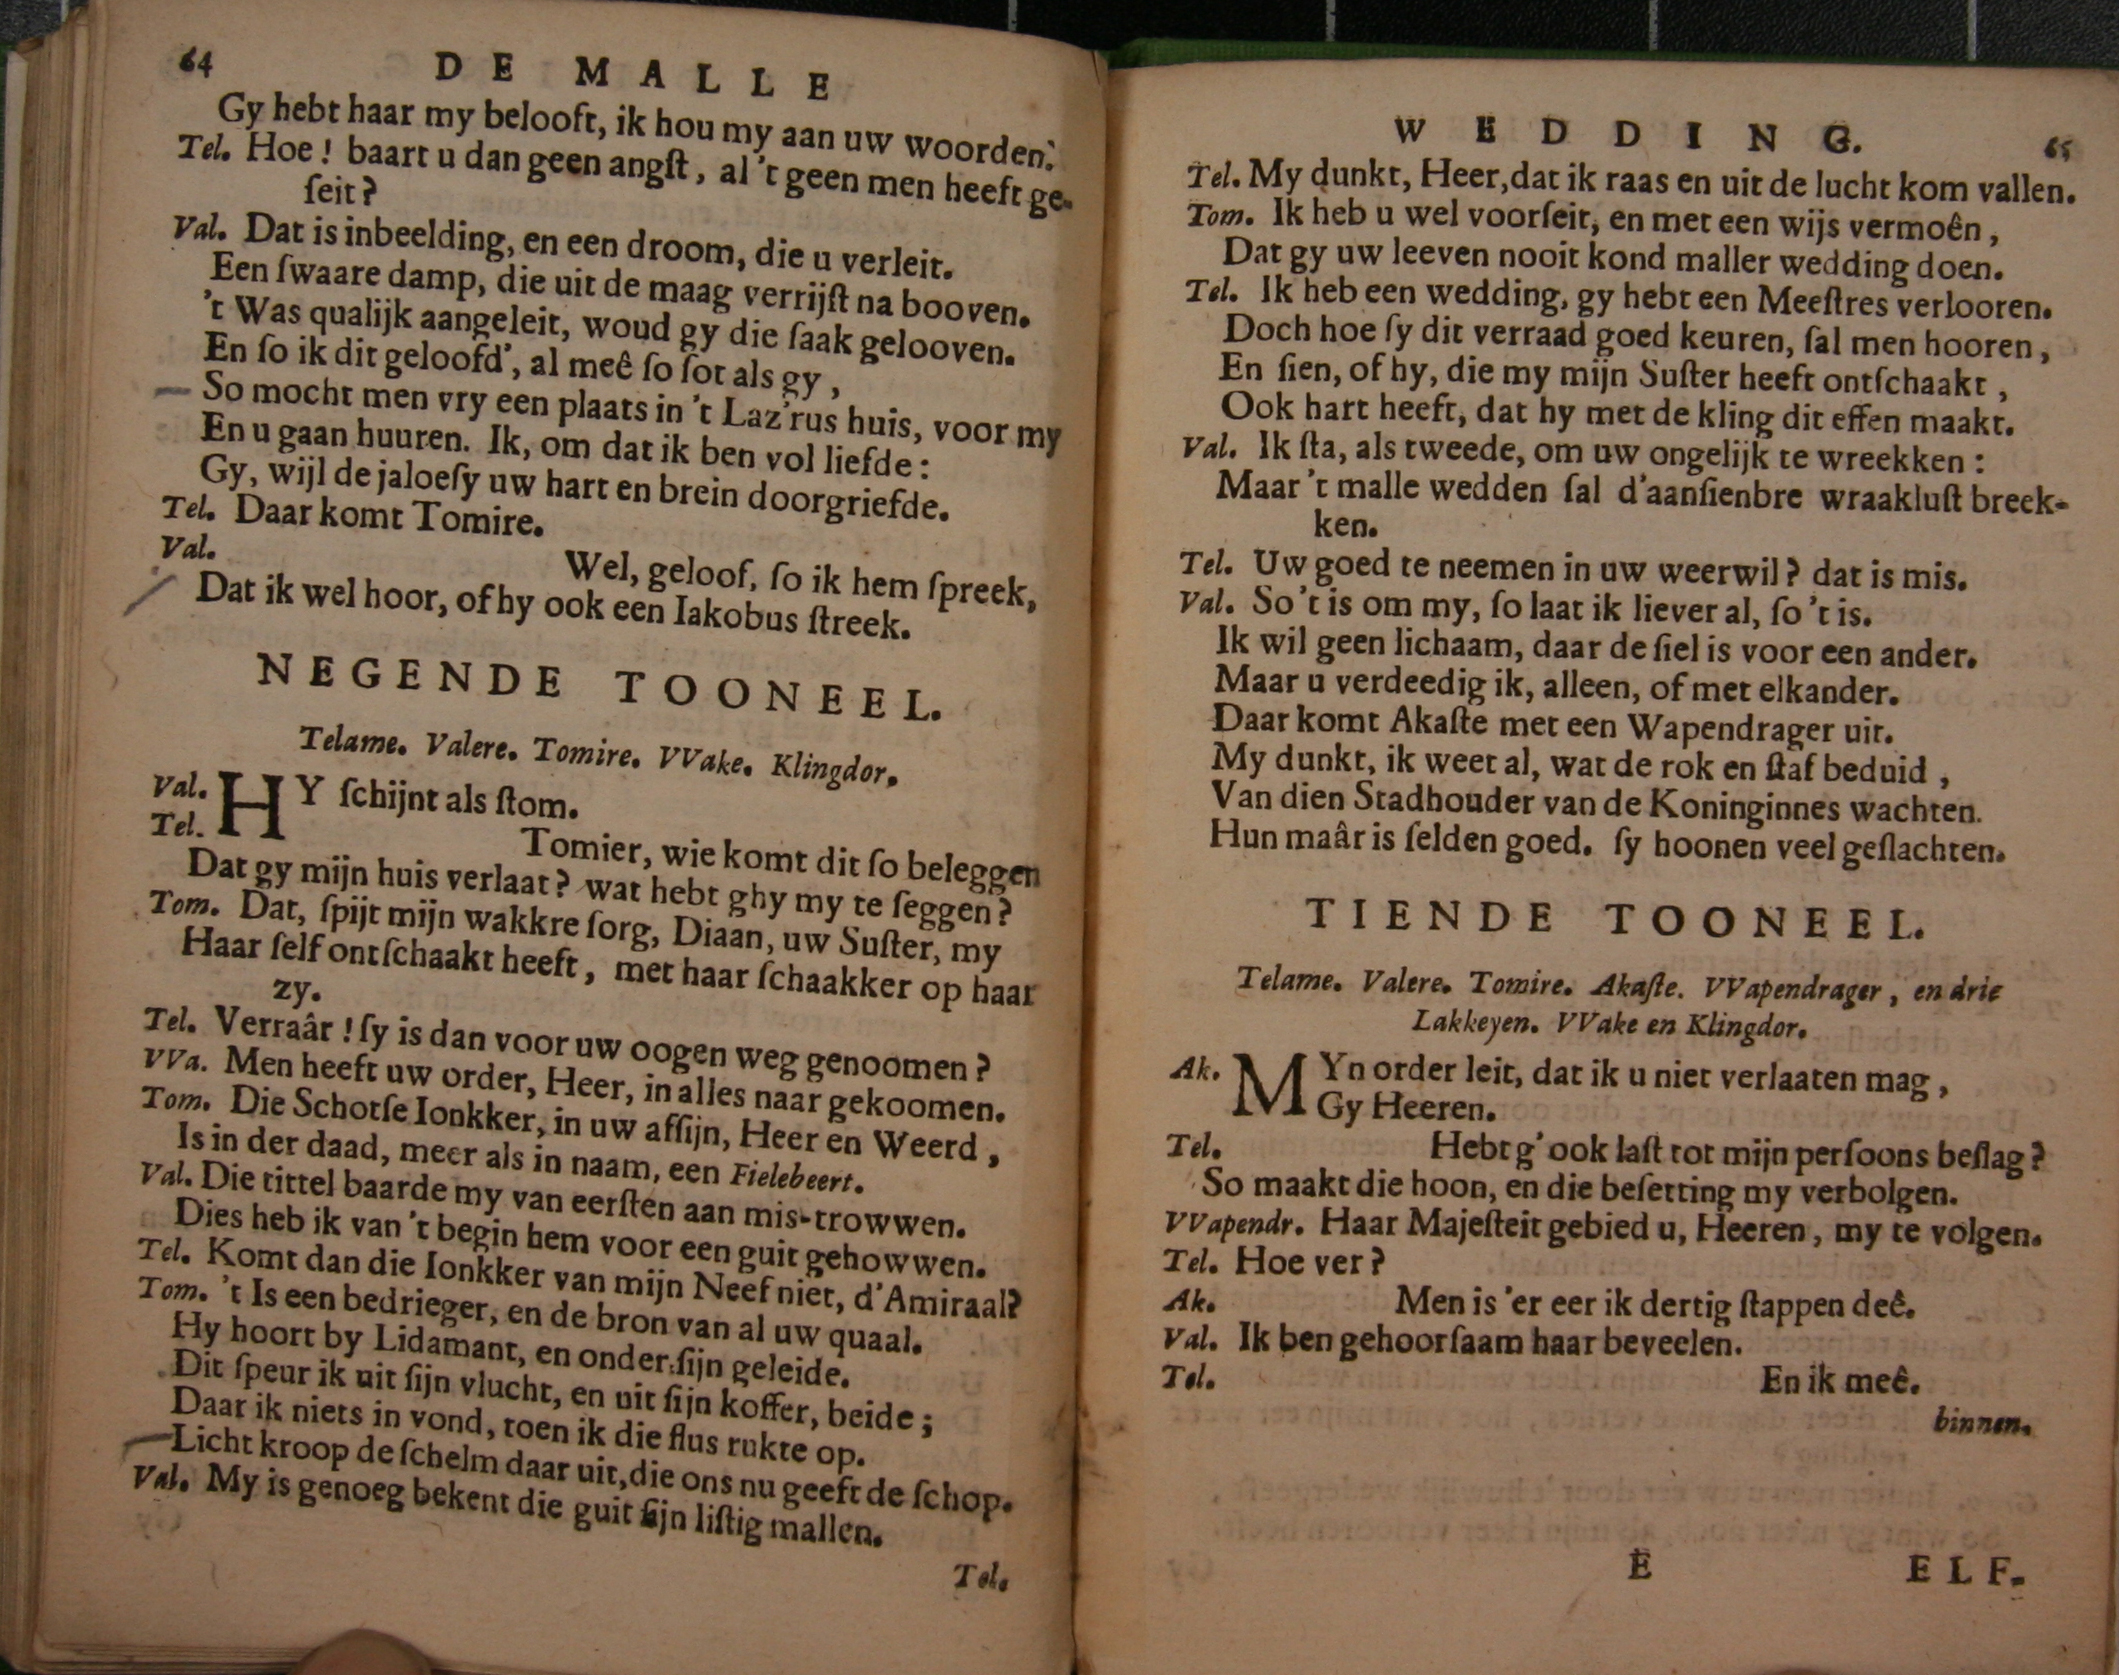 64
DE MALLE
Gy hebt haar my belooft, ik hou my aan uw woorden.
Tel. Hoe! baart u dan geen angſt, al 't geen men heeft ge-
ſeit?
Val. Dat is inbeelding, en een droom, die u verleit.
Een ſwaare damp, die uit de maag verrijſt na booven.
't Was qualijk aangeleit, woud gy die ſaak gelooven.
En ſo ik dit geloofd', al meê ſo ſot als gy,
So mocht men vry een plaats in 't Laz'rus huis, voor my
En u gaan huuren. Ik, om dat ik ben vol liefde:
Gy, wijl de jaloeſy uw hart en brein doorgriefde.
Tel. Daar komt Tomire.
Val. Wel, geloof, ſo ik hem ſpreek,
Dat ik wel hoor, of hy ook een Iakobus ſtreek.
NEGENDE TOONEEL.
Telame. Valere. Tomire. VVake. Klingdor.
Val. HY ſchijnt als ſtom.
Tel. Tomier, wie komt dit ſo beleggen
Dat gy mijn huis verlaat? wat hebt ghy my te ſeggen?
Tom. Dat, ſpijt mijn wakkre ſorg, Diaan, uw Suſter, my
Haar ſelf ontſchaakt heeft, met haar ſchaakker op haar
zy.
Tel. Verraâr! ſy is dan voor uw oogen weg genoomen?
VVa. Men heeft uw order, Heer, in alles naar gekoomen.
Tom. Die Schotſe Ionkker, in uw afſijn, Heer en Weerd,
Is in der daad, meer als in naam, een Fielebeert.
Val. Die tittel baarde my van eerſten aan mis-trowwen.
Dies heb ik van 't begin hem voor een guit gehowwen.
Tel. Komt dan die Ionkker van mijn Neef niet, d'Amiraal?
Tom. 't Is een bedrieger, en de bron van al uw quaal.
Hy hoort by Lidamant, en onder ſijn geleide.
Dit ſpeur ik uit ſijn vlucht, en uit ſijn koffer, beide;
Daar ik niets in vond, toen ik die flus rukte op.
Licht kroop de ſchelm daar uit, die ons nu geeft de ſchop.
Val. My is genoeg bekent die guit ſijn liſtig mallen.
Tel.
WEDDING.
65
Tel. My dunkt, Heer, dat ik raas en uit de lucht kom vallen.
Tom. Ik heb u wel voorſeit, en met een wijs vermoên,
Dat gy uw leeven nooit kond maller wedding doen.
Tel. Ik heb een wedding, gy hebt een Meeſtres verlooren.
Doch hoe ſy dit verraad goed keuren, ſal men hooren,
En ſien, of hy, die my mijn Suſter heeft ontſchaakt,
Ook hart heeft, dat hy met de kling dit effen maakt.
Val. Ik ſta, als tweede, om uw ongelijk te wreekken:
Maar 't malle wedden ſal d'aanſienbre wraakluſt breek-
ken.
Tel. Uw goed te neemen in uw weerwil? dat is mis.
Val. So 't is om my, ſo laat ik liever al, ſo 't is.
Ik wil geen lichaam, daar de ſiel is voor een ander.
Maar u verdeedig ik, alleen, of met elkander.
Daar komt Akaſte met een Wapendrager uit.
My dunkt, ik weet al, wat de rok en ſtaf beduid,
Van dien Stadhouder van de Koninginnes wachten.
Hun maâr is ſelden goed. ſy hoonen veel geſlachten.
TIENDE TOONEEL.
Telame. Valere. Tomire. Akaſte. VVapendrager, en drie
Lakkeyen. VVake en Klingdor.
Ak. MYn order leit, dat ik u niet verlaaten mag,
Gy Heeren.
Tel. Hebt g' ook laſt tot mijn perſoons beſlag?
So maakt die hoon, en die beſetting my verbolgen.
VVapendr. Haar Majeſteit gebied u, Heeren, my te volgen.
Tel. Hoe ver?
Ak. Men is 'er eer ik dertig ſtappen deê.
Val. Ik ben gehoorſaam haar beveelen.
Tel. En ik meê.
binnen.
E ELF-